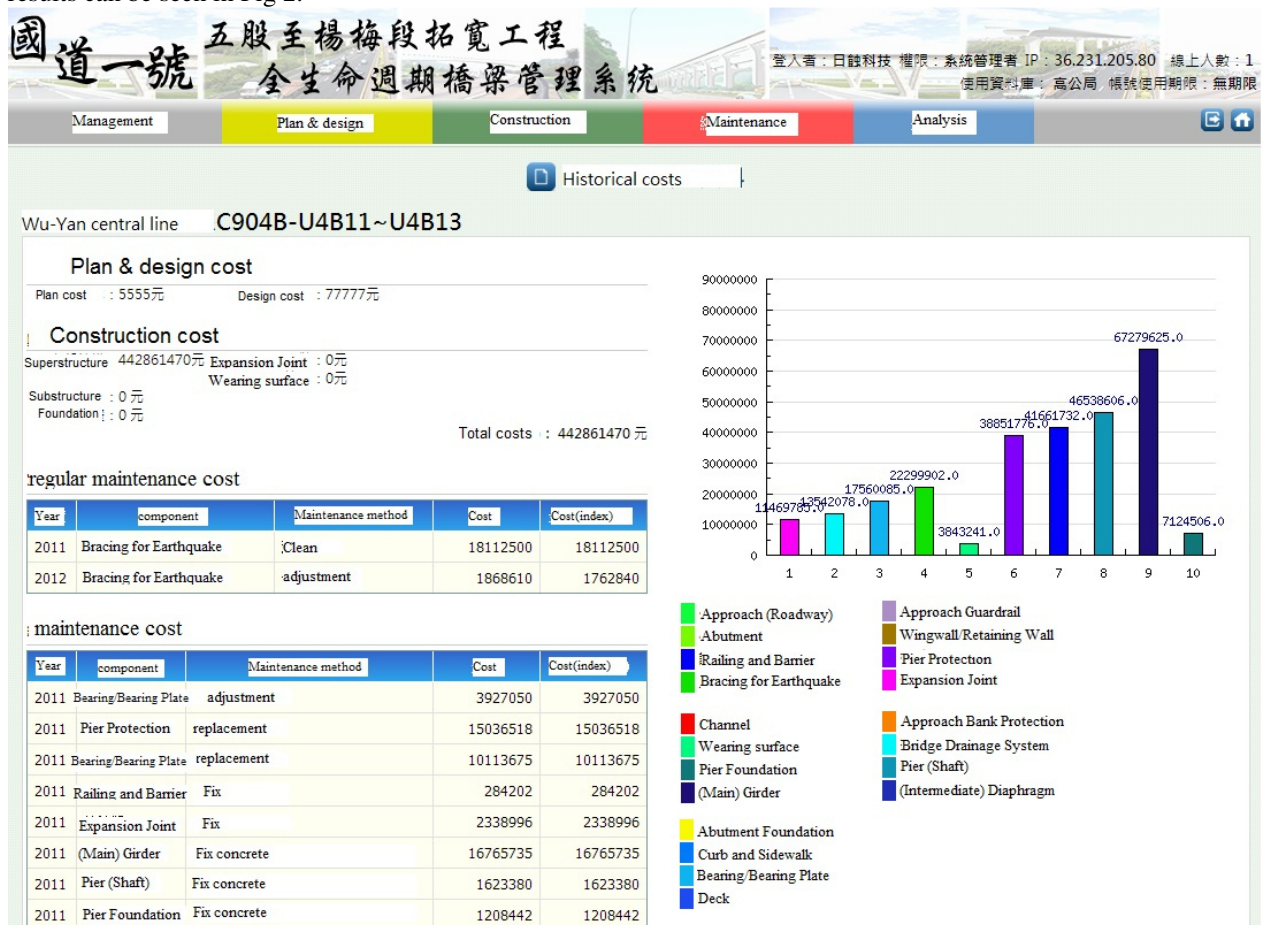 results can be seen in Fig 2.
國道一號 五股至楊梅段拓寬工程
全生命週期橋梁管理系統
登入者：日蝕科技 權限：系統管理者 IP：36.231.205.80 線上人數：1
使用資料庫：高公局 帳號使用期限：無期限
Management Plan & design Construction Maintenance Analysis
Historical costs
Wu-Yan central line C904B-U4B11~U4B13
Plan & design cost
Plan cost : 5555元 Design cost : 77777元
Construction cost
Superstructure 442861470元 Expansion Joint : 0元
Wearing surface : 0元
Substructure : 0 元
Foundation : 0 元
Total costs : 442861470 元
regular maintenance cost
Year component Maintenance method Cost Cost(index)
2011 Bracing for Earthquake Clean 18112500 18112500
2012 Bracing for Earthquake adjustment 1868610 1762840
maintenance cost
Year component Maintenance method Cost Cost(index)
2011 Bearing/Bearing Plate adjustment 3927050 3927050
2011 Pier Protection replacement 15036518 15036518
2011 Bearing/Bearing Plate replacement 10113675 10113675
2011 Railing and Barrier Fix 284202 284202
2011 Expansion Joint Fix 2338996 2338996
2011 (Main) Girder Fix concrete 16765735 16765735
2011 Pier (Shaft) Fix concrete 1623380 1623380
2011 Pier Foundation Fix concrete 1208442 1208442
90000000
80000000
70000000
60000000
50000000
40000000
30000000
20000000
10000000
0
11469785.0
13542078.0
17560085.0
22299902.0
3843241.0
38851776.0
41661732.0
46538606.0
67279625.0
7124506.0
1 2 3 4 5 6 7 8 9 10
Approach (Roadway) Approach Guardrail
Abutment Wingwall/Retaining Wall
Railing and Barrier Pier Protection
Bracing for Earthquake Expansion Joint
Channel Approach Bank Protection
Wearing surface Bridge Drainage System
Pier Foundation Pier (Shaft)
(Main) Girder (Intermediate) Diaphragm
Abutment Foundation
Curb and Sidewalk
Bearing/Bearing Plate
Deck